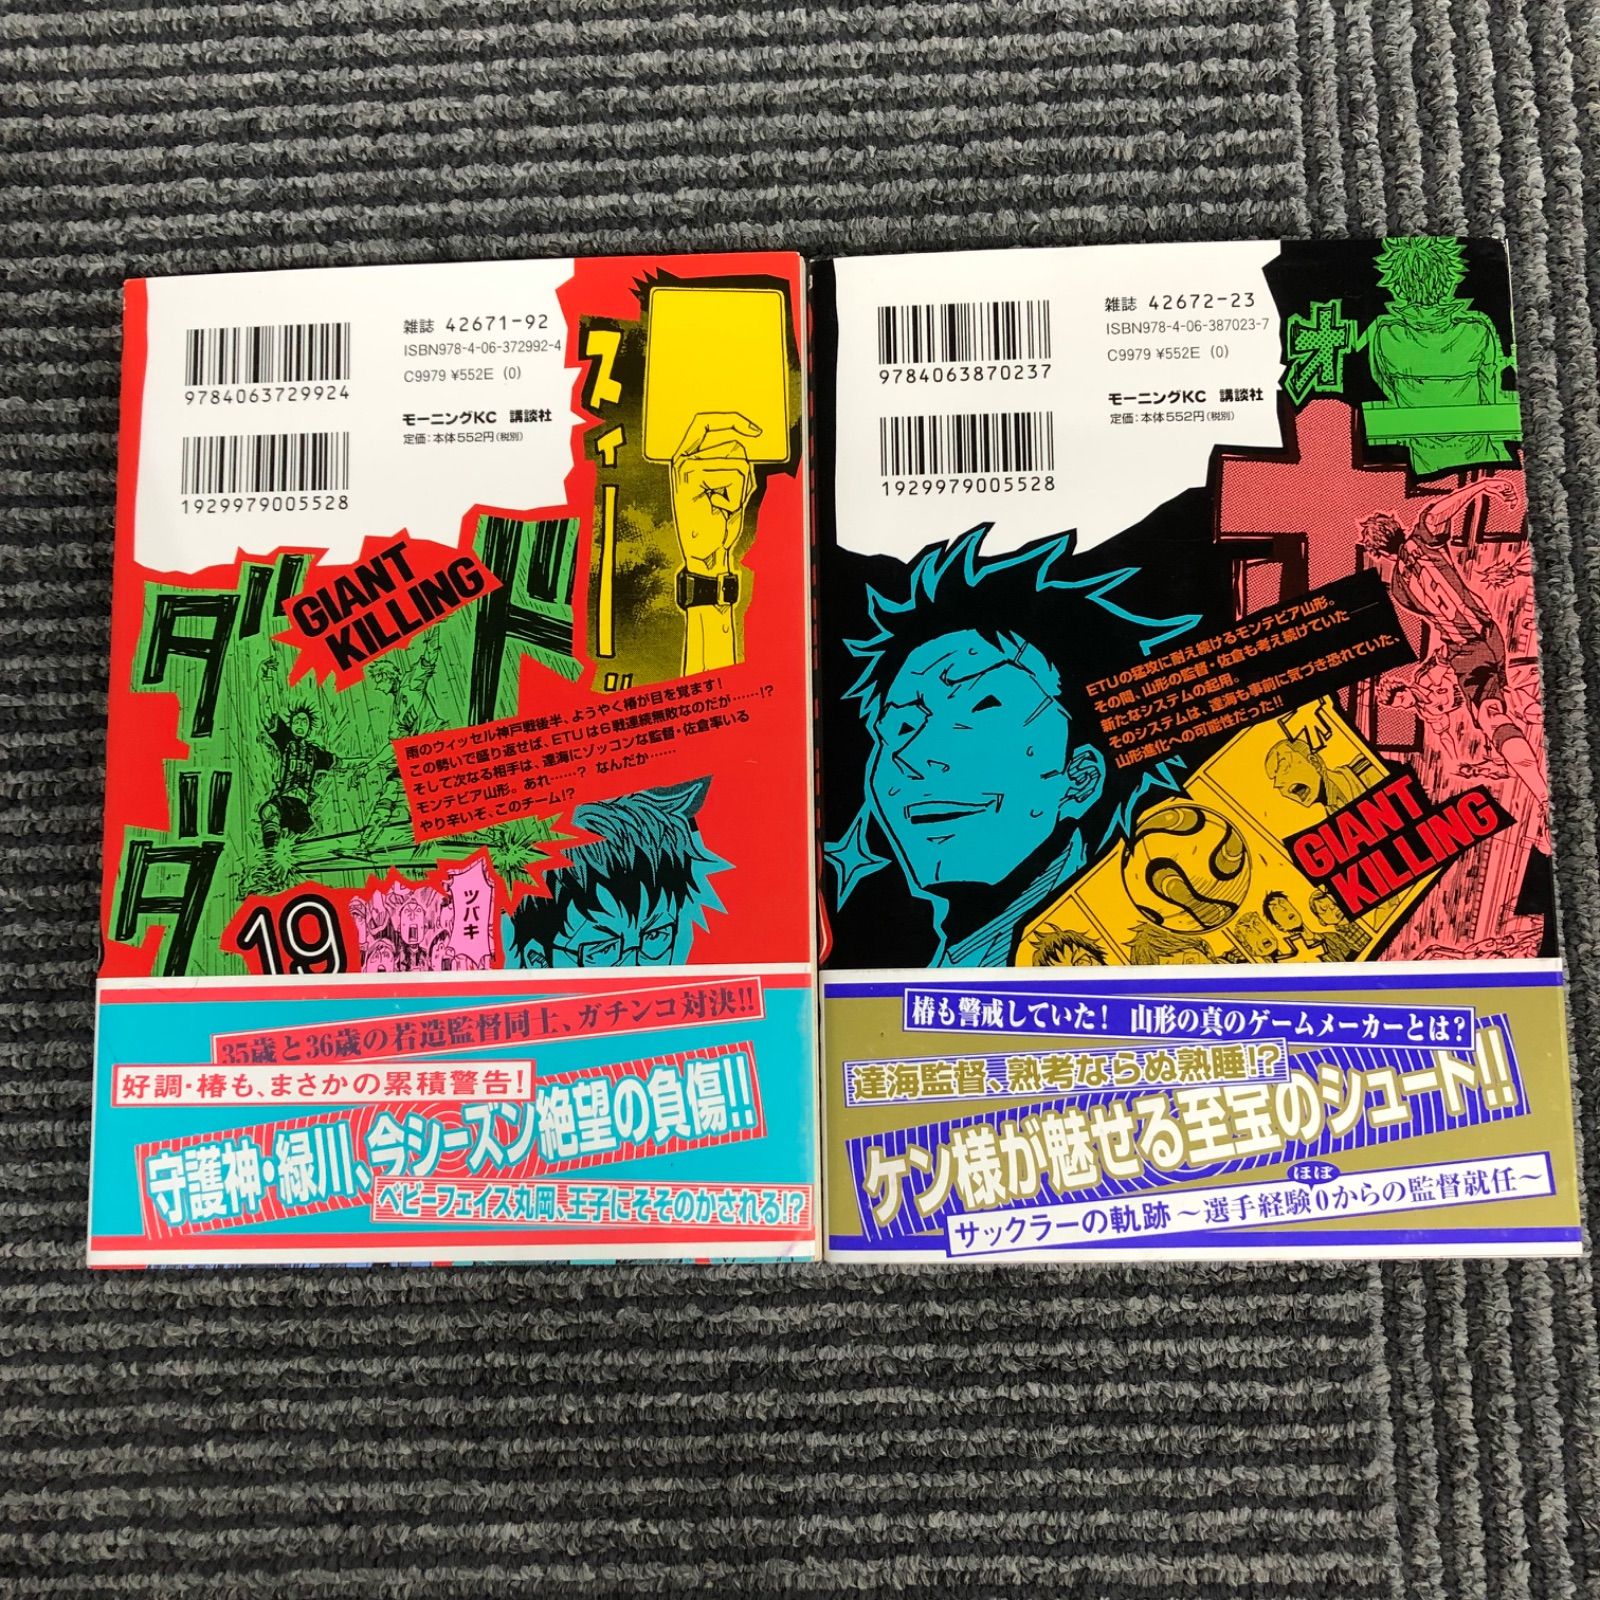 雑誌 42671-92
ISBN978-4-06-372992-4
C9979 ¥552E (0)
9784063729924
モーニングKC 講談社
定価:本体552円(税別)
1929979005528
スィーーon
ダダ
ド
GIANT
KILLING
雨のウィッセル神戸戦後半、ようやく椿が目を覚ます!
この勢いで盛り返せば、ETUは6戦連続無敗なのだが……!?
そして次なる相手は、達海にゾッコンな監督・佐倉率いる
モンテビア山形。あれ……? なんだか……
やり辛いぞ、このチーム!?
ツバキ
19
35歳と36歳の若造監督同士、ガチンコ対決!!
好調・椿も、まさかの累積警告!
守護神・緑川、今シーズン絶望の負傷!!
ベビーフェイス丸岡、王子にそそのかされる!?
雑誌 42672-23
ISBN978-4-06-387023-7
C9979 ¥552E (0)
9784063870237
モーニングKC 講談社
定価:本体552円(税別)
1929979005528
オ
オ
ETUの猛攻に耐え続けるモンテビア山形。
その間、山形の監督・佐倉も考え続けていた——
新たなシステムの起用。
そのシステムは、達海も事前に気づき恐れていた、
山形進化への可能性だった!!
GIANT
KILLING
椿も警戒していた! 山形の真のゲームメーカーとは?
達海監督、熟考ならぬ熟睡!?
ケン様が魅せる至宝のシュート!!
ほぼ
サックラーの軌跡~選手経験0からの監督就任~